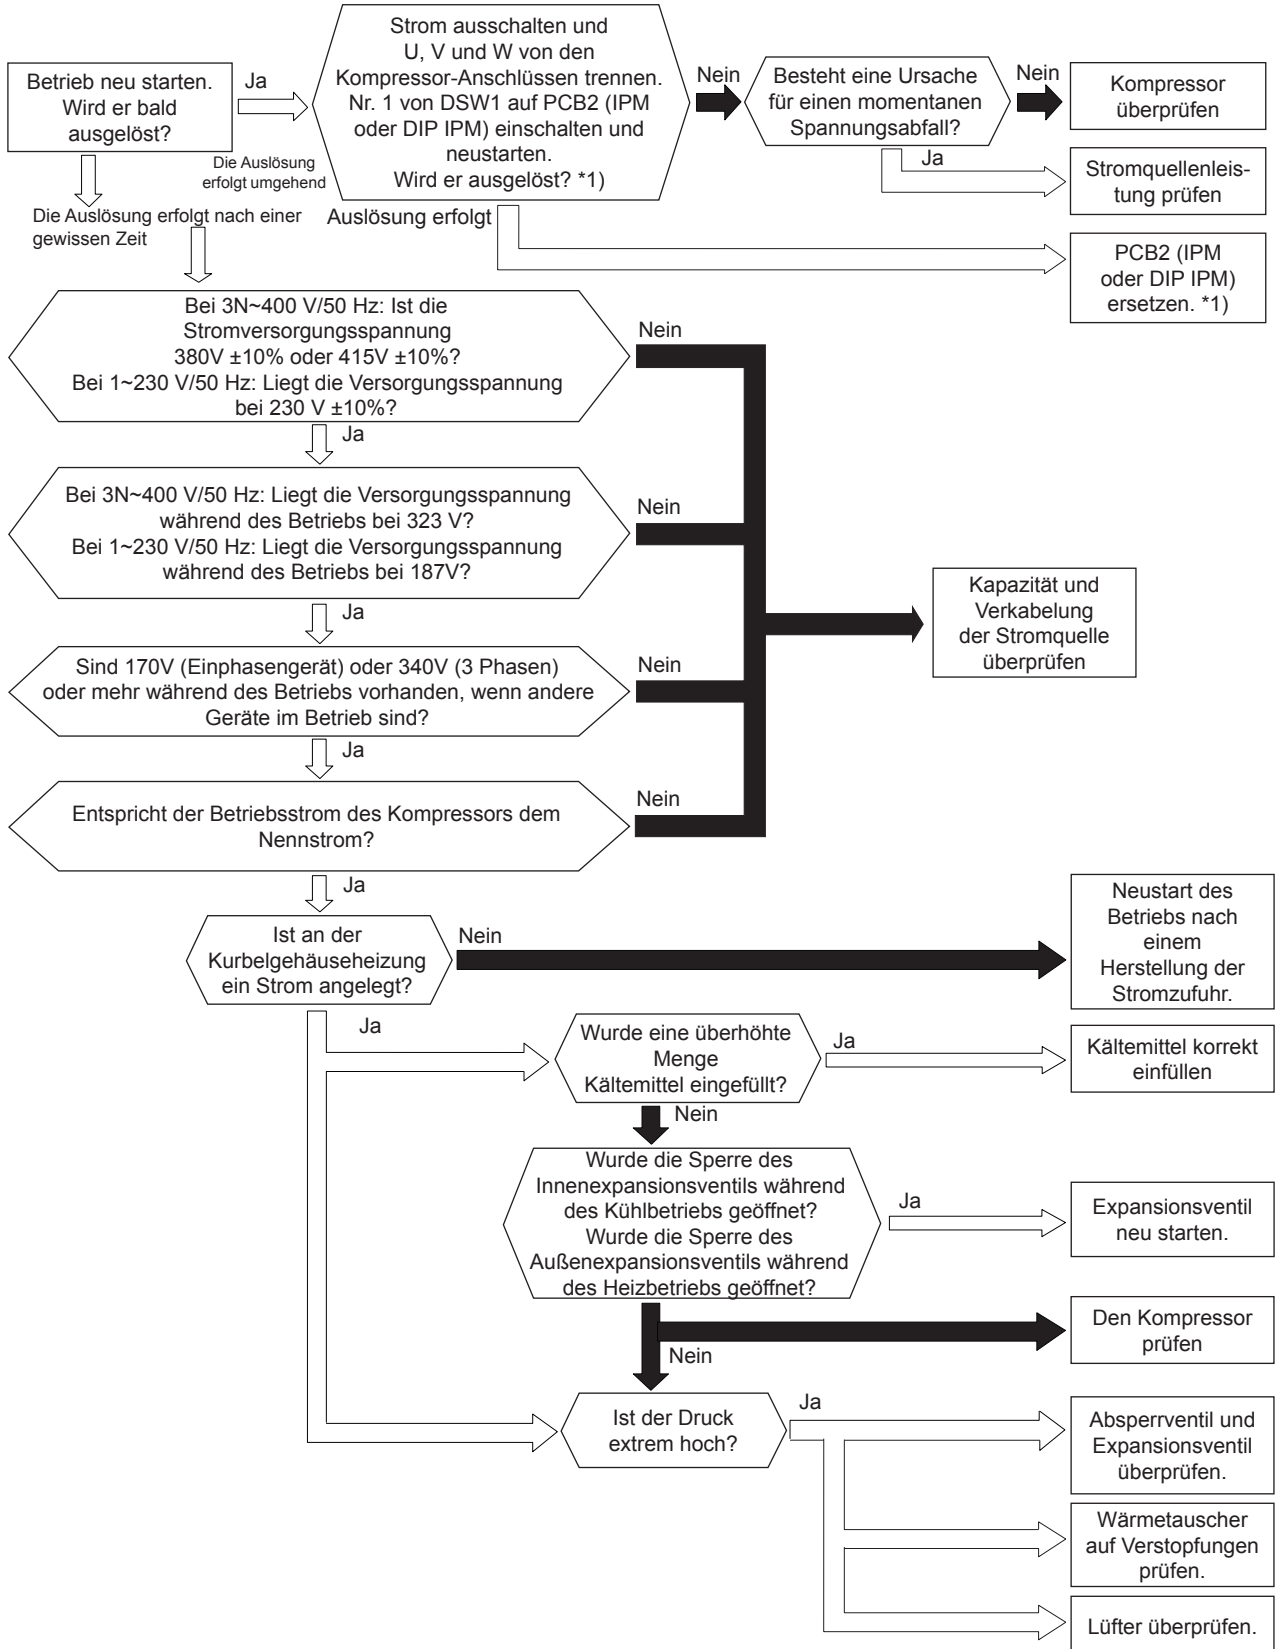 Betrieb neu starten.
Wird er bald
ausgelöst?
Ja
Die Auslösung
erfolgt umgehend
Strom ausschalten und
U, V und W von den
Kompressor-Anschlüssen trennen.
Nr. 1 von DSW1 auf PCB2 (IPM
oder DIP IPM) einschalten und
neustarten.
Wird er ausgelöst? *1)
Nein
Besteht eine Ursache
für einen momentanen
Spannungsabfall?
Nein
Kompressor
überprüfen
Ja
Stromquellenleis-
tung prüfen
Auslösung erfolgt
PCB2 (IPM
oder DIP IPM)
ersetzen. *1)
Die Auslösung erfolgt nach einer
gewissen Zeit
Bei 3N~400 V/50 Hz: Ist die
Stromversorgungsspannung
380V ±10% oder 415V ±10%?
Bei 1~230 V/50 Hz: Liegt die Versorgungsspannung
bei 230 V ±10%?
Nein
Ja
Bei 3N~400 V/50 Hz: Liegt die Versorgungsspannung
während des Betriebs bei 323 V?
Bei 1~230 V/50 Hz: Liegt die Versorgungsspannung
während des Betriebs bei 187V?
Nein
Ja
Kapazität und
Verkabelung
der Stromquelle
überprüfen
Sind 170V (Einphasengerät) oder 340V (3 Phasen)
oder mehr während des Betriebs vorhanden, wenn andere
Geräte im Betrieb sind?
Nein
Ja
Entspricht der Betriebsstrom des Kompressors dem
Nennstrom?
Nein
Ja
Ist an der
Kurbelgehäuseheizung
ein Strom angelegt?
Nein
Neustart des
Betriebs nach
einem
Herstellung der
Stromzufuhr.
Ja
Wurde eine überhöhte
Menge
Kältemittel eingefüllt?
Ja
Kältemittel korrekt
einfüllen
Nein
Wurde die Sperre des
Innenexpansionsventils während
des Kühlbetriebs geöffnet?
Wurde die Sperre des
Außenexpansionsventils während
des Heizbetriebs geöffnet?
Ja
Expansionsventil
neu starten.
Den Kompressor
prüfen
Nein
Ist der Druck
extrem hoch?
Ja
Absperrventil und
Expansionsventil
überprüfen.
Wärmetauscher
auf Verstopfungen
prüfen.
Lüfter überprüfen.